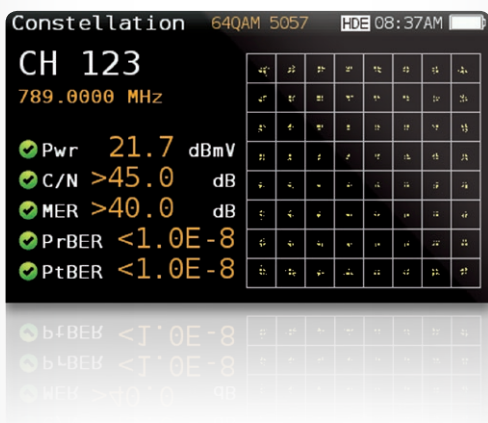 Constellation 64QAM 5057 HDE 08:37AM
CH 123
789.0000 MHz
Pwr 21.7 dBmV
C/N >45.0 dB
MER >40.0 dB
PrBER <1.0E-8
PtBER <1.0E-8